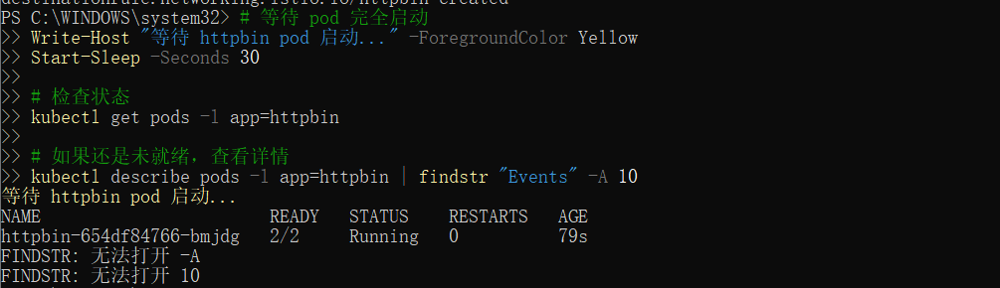 destinationrule.networking.istio.io/httpbin created
PS C:\WINDOWS\system32> # 等待 pod 完全启动
>> Write-Host "等待 httpbin pod 启动..." -ForegroundColor Yellow
>> Start-Sleep -Seconds 30
>>
>> # 检查状态
>> kubectl get pods -l app=httpbin
>>
>> # 如果还是未就绪，查看详情
>> kubectl describe pods -l app=httpbin | findstr "Events" -A 10
等待 httpbin pod 启动...
NAME READY STATUS RESTARTS AGE
httpbin-654df84766-bmjdg 2/2 Running 0 79s
FINDSTR: 无法打开 -A
FINDSTR: 无法打开 10